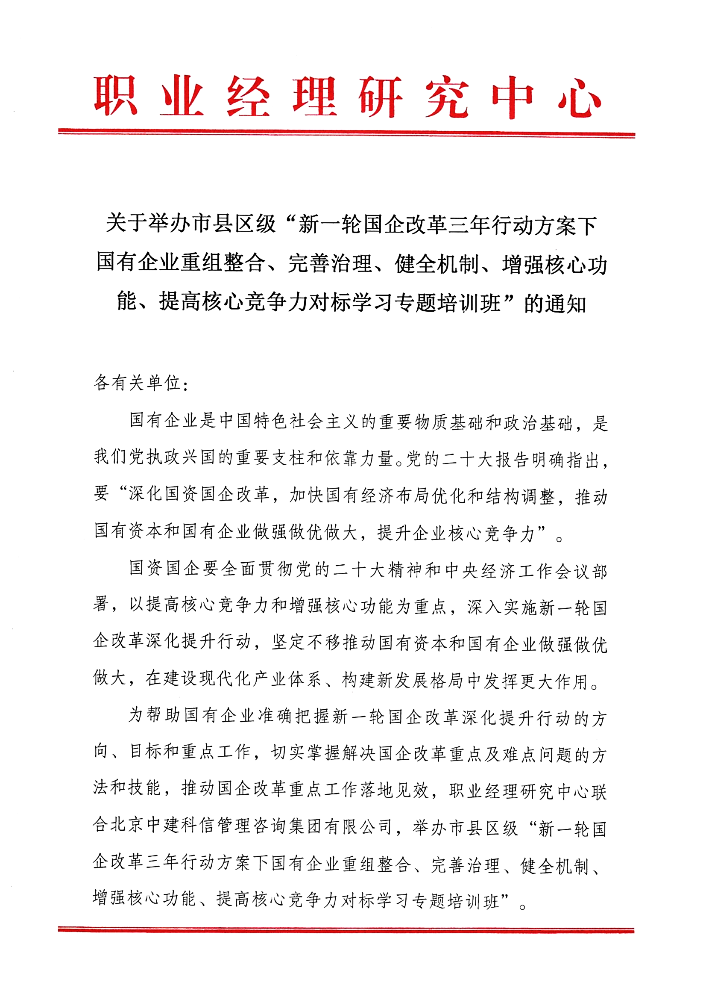 职业经理研究中心
关于举办市县区级“新一轮国企改革三年行动方案下
国有企业重组整合、完善治理、健全机制、增强核心功
能、提高核心竞争力对标学习专题培训班”的通知
各有关单位：
国有企业是中国特色社会主义的重要物质基础和政治基础，是
我们党执政兴国的重要支柱和依靠力量。党的二十大报告明确指出，
要“深化国资国企改革，加快国有经济布局优化和结构调整，推动
国有资本和国有企业做强做优做大，提升企业核心竞争力”。
国资国企要全面贯彻党的二十大精神和中央经济工作会议部
署，以提高核心竞争力和增强核心功能为重点，深入实施新一轮国
企改革深化提升行动，坚定不移推动国有资本和国有企业做强做优
做大，在建设现代化产业体系、构建新发展格局中发挥更大作用。
为帮助国有企业准确把握新一轮国企改革深化提升行动的方
向、目标和重点工作，切实掌握解决国企改革重点及难点问题的方
法和技能，推动国企改革重点工作落地见效，职业经理研究中心联
合北京中建科信管理咨询集团有限公司，举办市县区级“新一轮国
企改革三年行动方案下国有企业重组整合、完善治理、健全机制、
增强核心功能、提高核心竞争力对标学习专题培训班”。